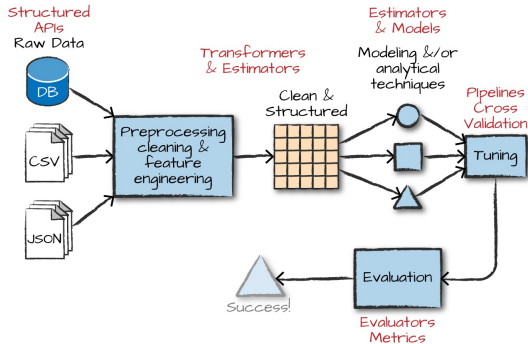 Structured
APIs
Raw Data
DB
CSV
JSON
Preprocessing
cleaning &
feature
engineering
Transformers
& Estimators
Clean &
Structured
Estimators
& Models
Modeling &/or
analytical
techniques
Pipelines
Cross
Validation
Tuning
Evaluation
Evaluators
Metrics
Success!